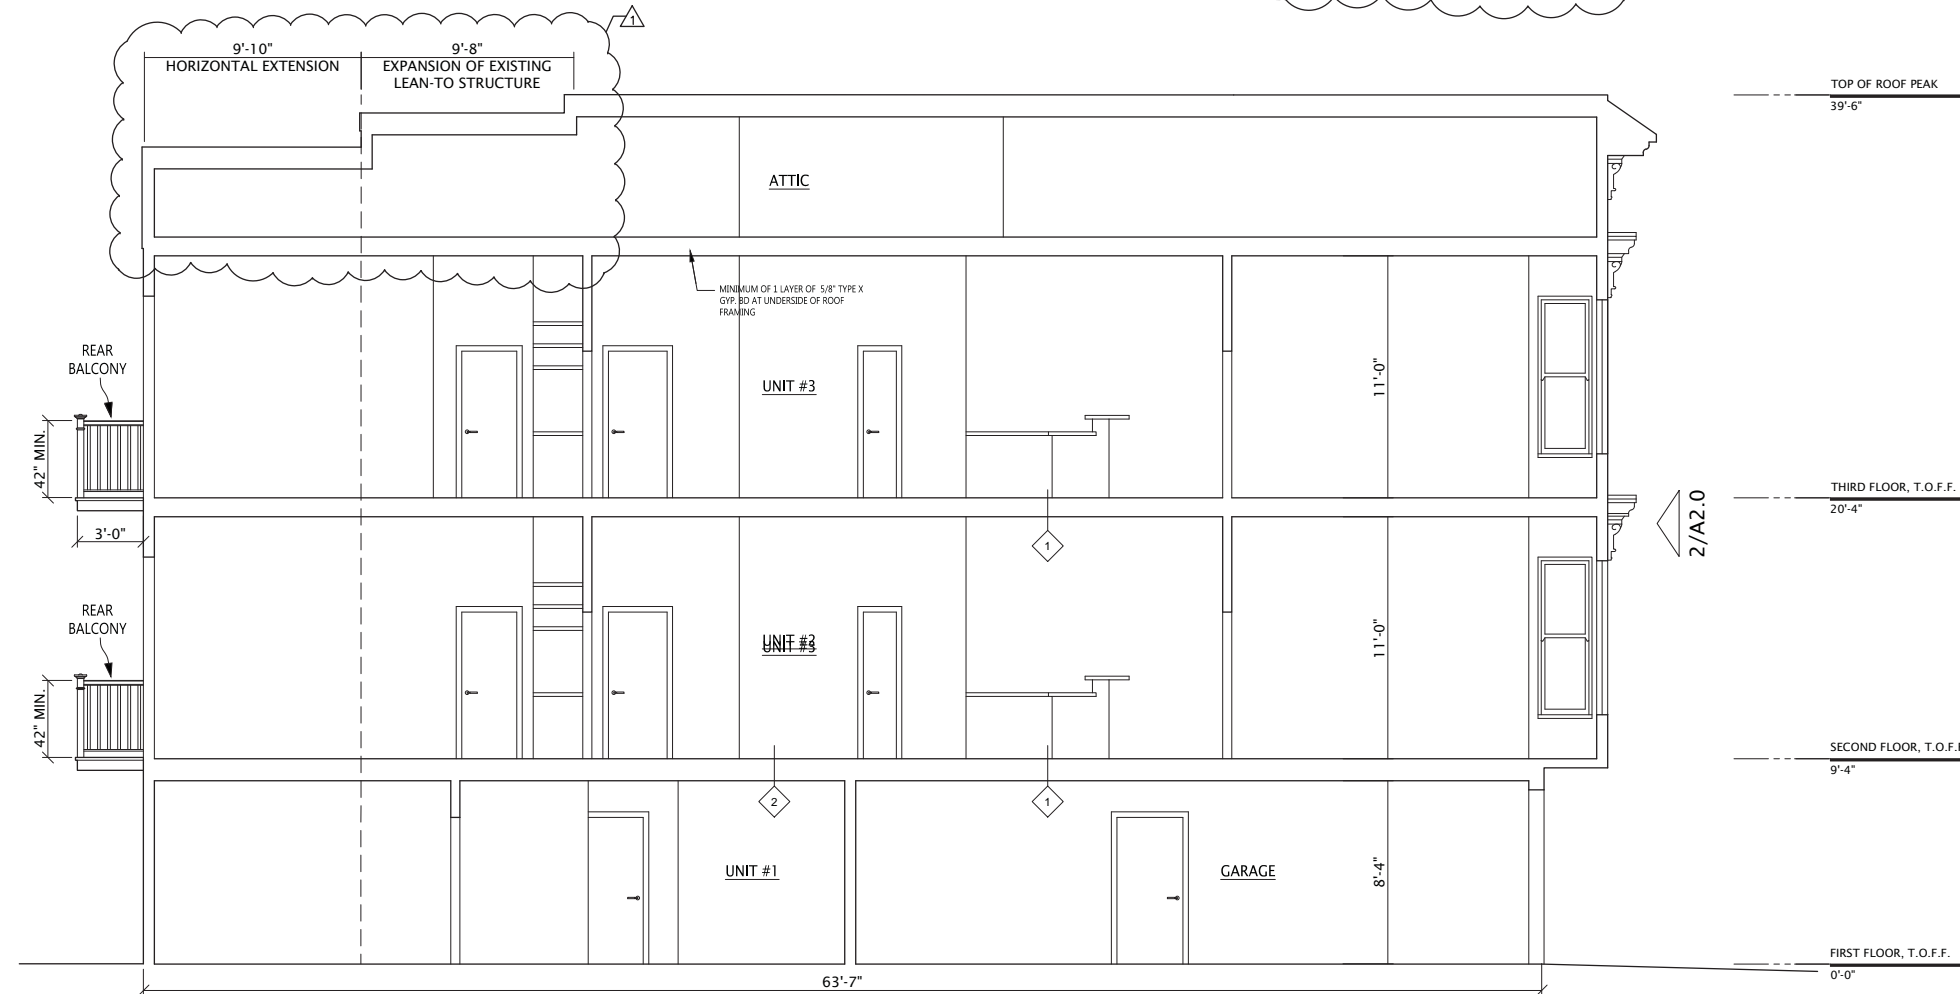 1
9'-10"
9'-8"
HORIZONTAL EXTENSION
EXPANSION OF EXISTING
LEAN-TO STRUCTURE
TOP OF ROOF PEAK
39'-6"
ATTIC
MINIMUM OF 1 LAYER OF 5/8" TYPE X
GYP. BD AT UNDERSIDE OF ROOF
FRAMING
REAR
BALCONY
42" MIN.
3'-0"
UNIT #3
11'-0"
THIRD FLOOR, T.O.F.F.
20'-4"
2/A2.0
1
REAR
BALCONY
42" MIN.
UNIT #2
UNIT #3
11'-0"
SECOND FLOOR, T.O.F.F
9'-4"
2
1
UNIT #1
GARAGE
8'-4"
FIRST FLOOR, T.O.F.F.
0'-0"
63'-7"